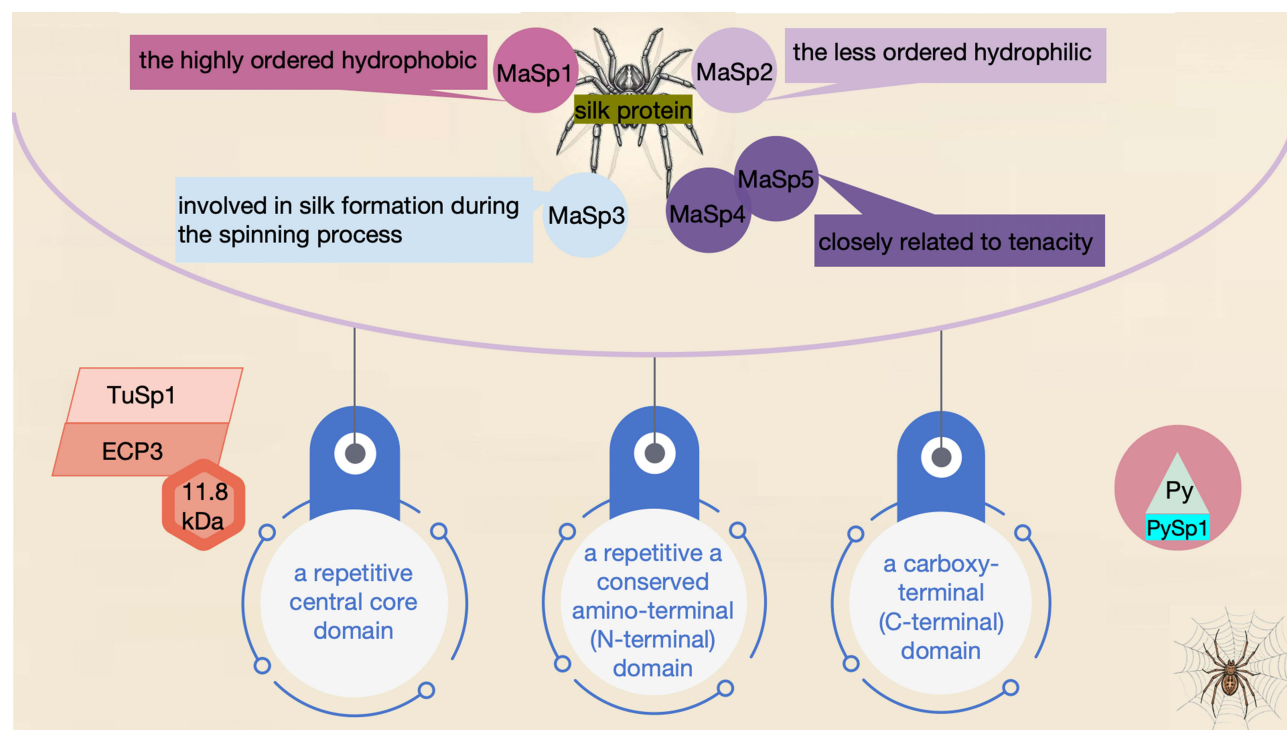 the highly ordered hydrophobic
MaSp1
MaSp2
the less ordered hydrophilic
silk protein
involved in silk formation during
the spinning process
MaSp3
MaSp4
MaSp5
closely related to tenacity
TuSp1
ECP3
11.8
kDa
a repetitive
central core
domain
a repetitive a
conserved
amino-terminal
(N-terminal)
domain
a carboxy-
terminal
(C-terminal)
domain
Py
PySp1